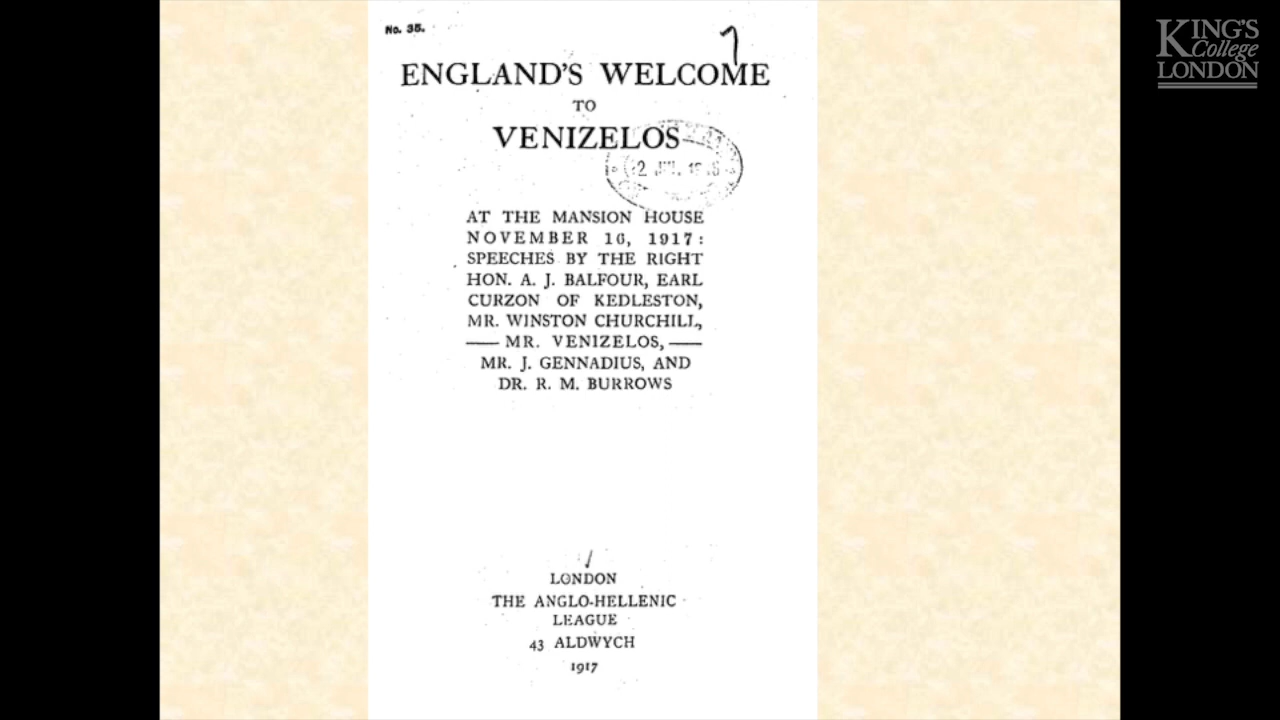 No. 35.
ENGLAND'S WELCOME
TO
VENIZELOS
AT THE MANSION HOUSE
NOVEMBER 16, 1917:
SPEECHES BY THE RIGHT
HON. A. J. BALFOUR, EARL
CURZON OF KEDLESTON,
MR. WINSTON CHURCHILL,
— MR. VENIZELOS, —
MR. J. GENNADIUS, AND
DR. R. M. BURROWS
LONDON
THE ANGLO-HELLENIC
LEAGUE
43 ALDWYCH
1917
KING'S
College
LONDON